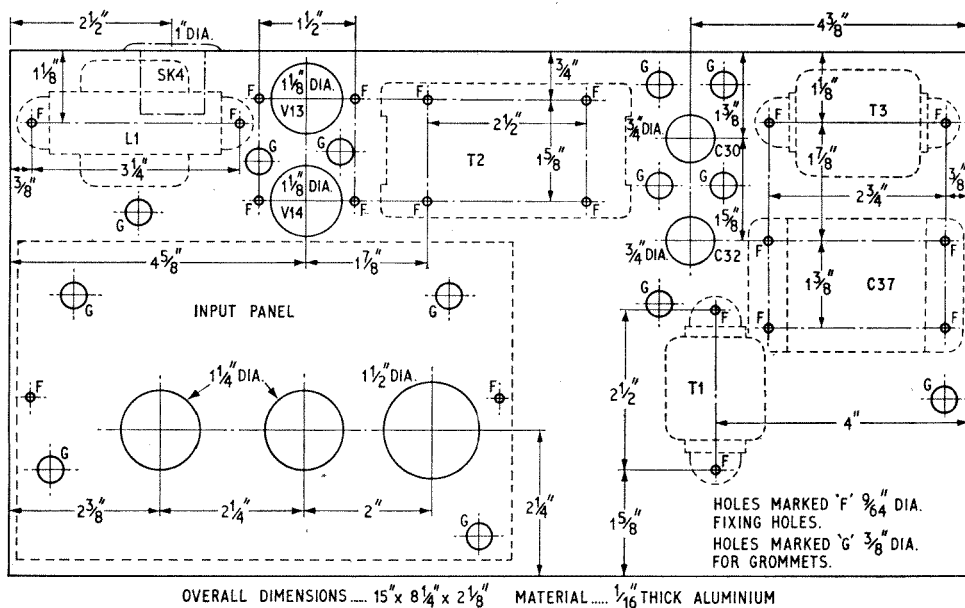 2½"
1" DIA.
1½"
4⅜"
SK4
1⅛"
F
F
L1
3¼"
⅜"
G
F
1⅛" DIA.
V13
F
G
G
F
1⅛" DIA.
V14
F
¾"
F
F
2½"
T2
1⅝"
F
F
G
G
1⅜"
¾" DIA.
C30
G
G
1⅝"
¾" DIA.
C32
G
1⅛"
T3
F
F
1⅞"
⅜"
2¾"
F
F
1⅜"
C37
F
F
4⅝"
1⅞"
INPUT PANEL
G
G
1¼" DIA.
1½" DIA.
F
F
G
2⅜"
2¼"
2"
G
2¼"
F
2½"
T1
F
1⅝"
G
4"
HOLES MARKED 'F' 9/64" DIA.
FIXING HOLES.
HOLES MARKED 'G' ⅜" DIA.
FOR GROMMETS.
OVERALL DIMENSIONS..... 15" x 8¼" x 2⅛" MATERIAL..... 1/16" THICK ALUMINIUM